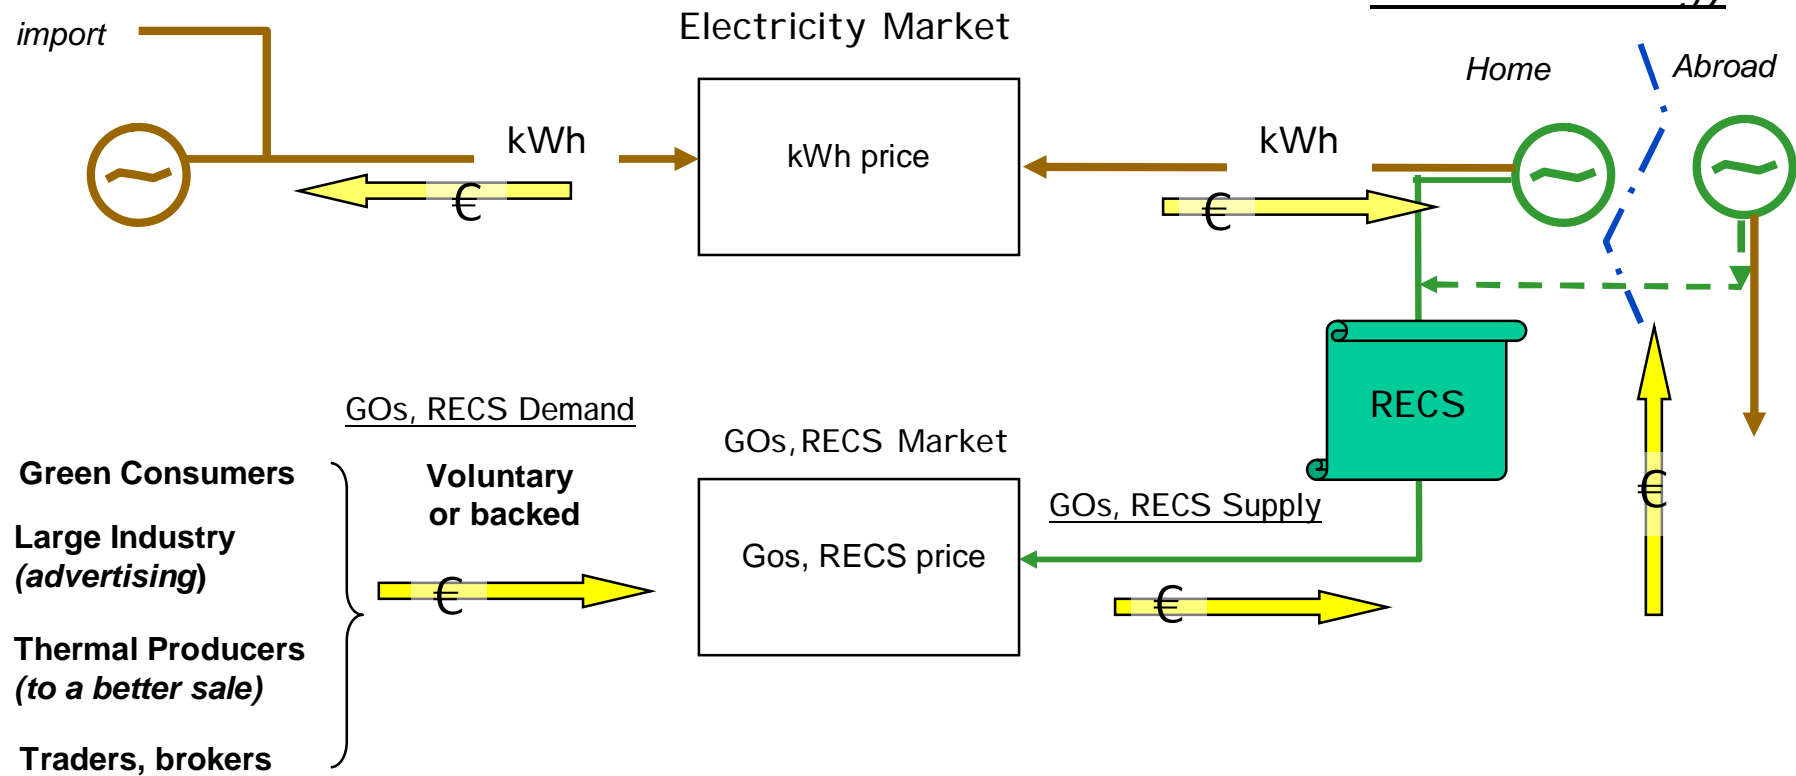 import
Electricity Market
Home
Abroad
kWh
kWh price
kWh
€
€
RECS
GOs, RECS Demand
GOs,RECS Market
Green Consumers
Voluntary
or backed
€
GOs, RECS Supply
Large Industry
(advertising)
Gos, RECS price
€
€
Thermal Producers
(to a better sale)
Traders, brokers